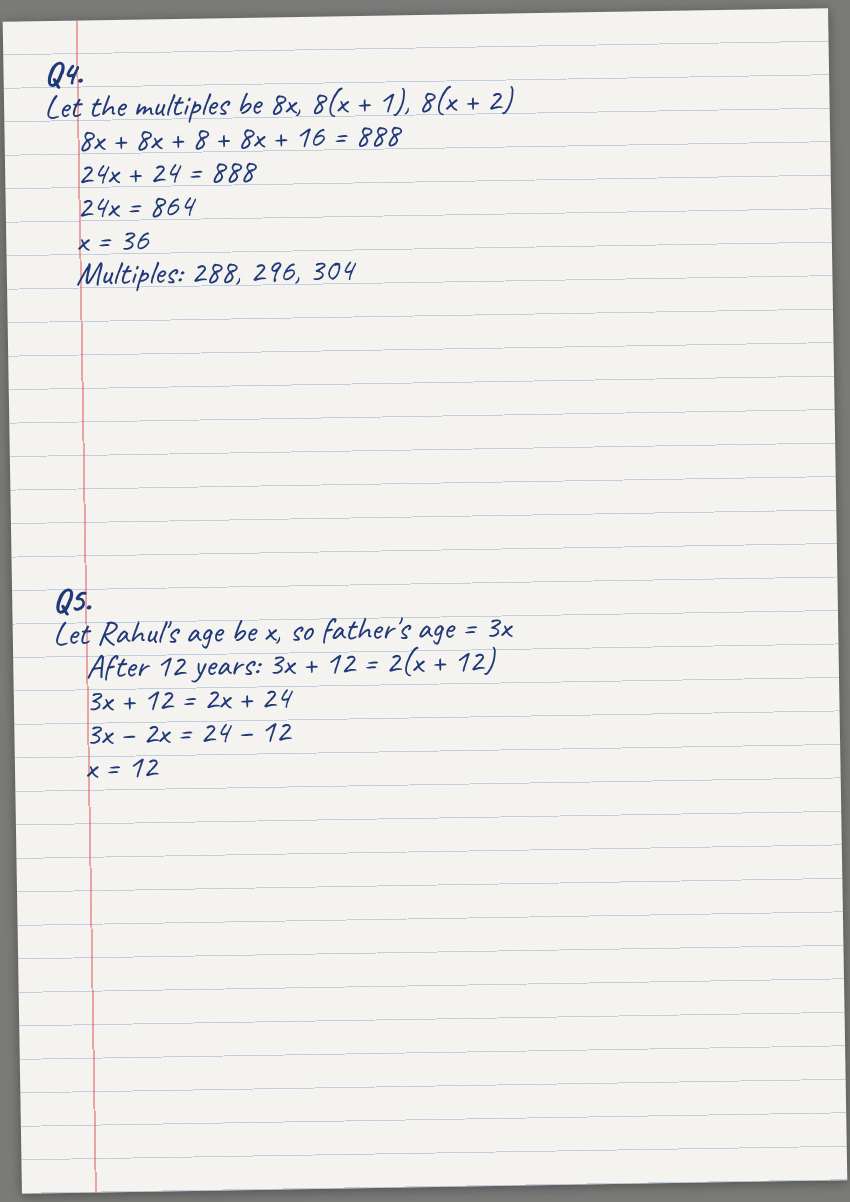 Q4.
Let the multiples be 8x, 8(x + 1), 8(x + 2)
8x + 8x + 8 + 8x + 16 = 888
24x + 24 = 888
24x = 864
x = 36
Multiples: 288, 296, 304
Q5.
Let Rahul's age be x, so father's age = 3x
After 12 years: 3x + 12 = 2(x + 12)
3x + 12 = 2x + 24
3x − 2x = 24 − 12
x = 12